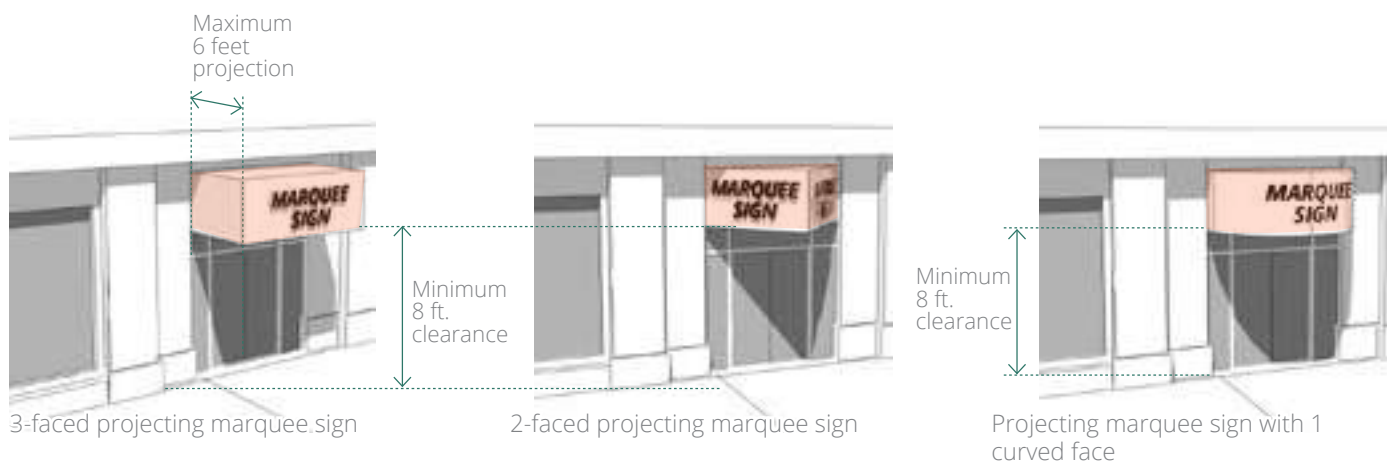 Maximum
6 feet
projection
MARQUEE
SIGN
MARQUEE
SIGN
MARQUEE
SIGN
Minimum
8 ft.
clearance
Minimum
8 ft.
clearance
3-faced projecting marquee sign
2-faced projecting marquee sign
Projecting marquee sign with 1
curved face